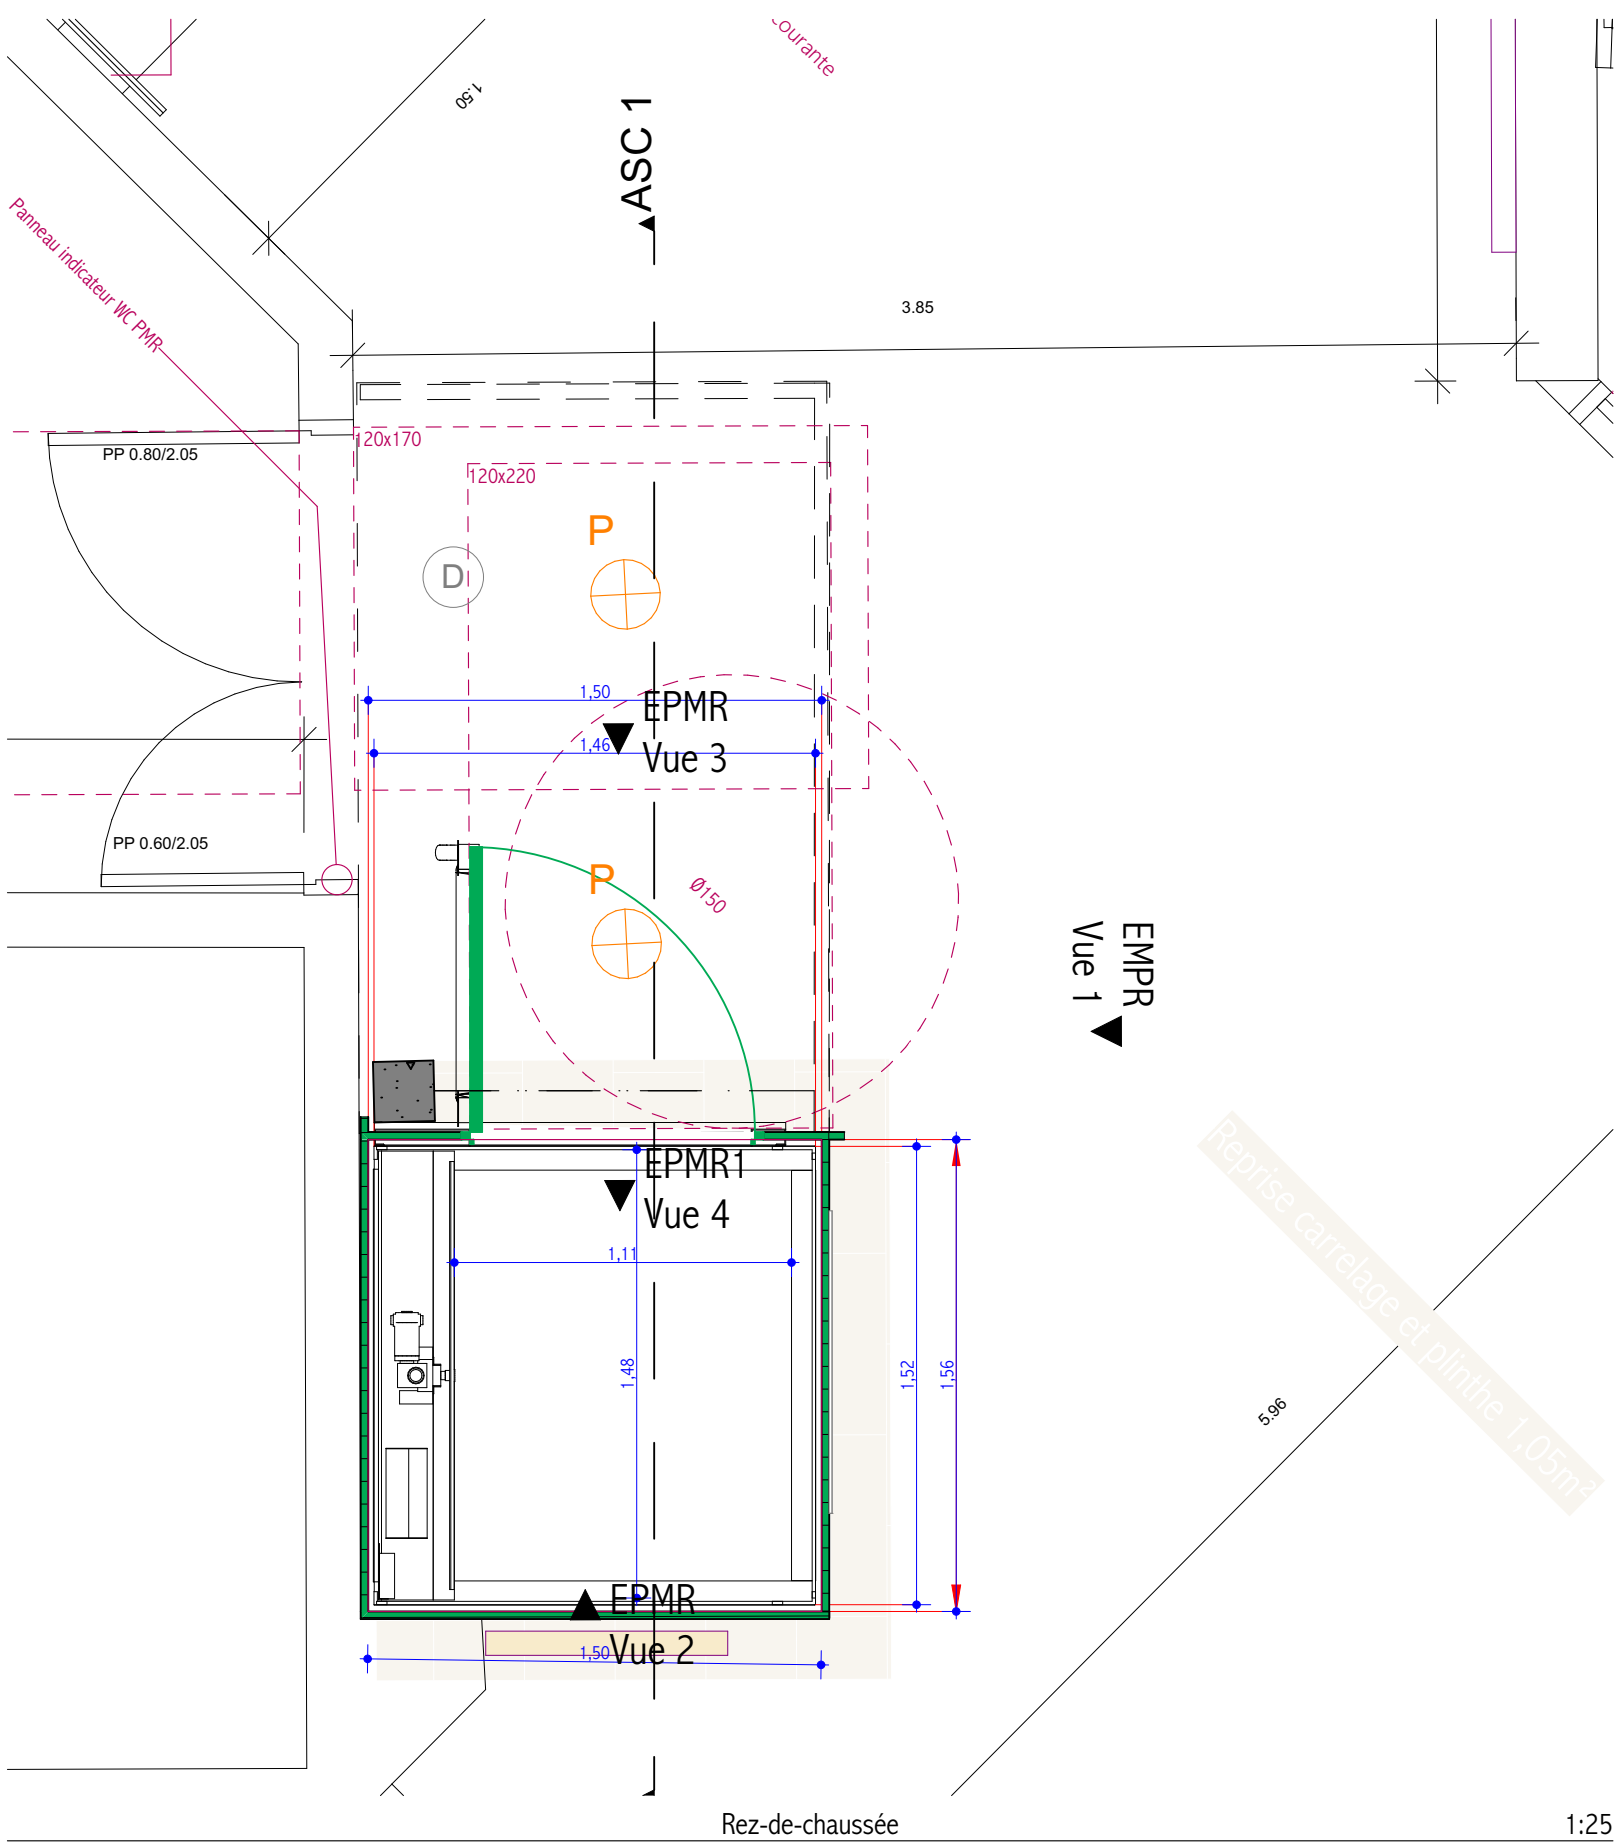 courante
1.50
ASC 1
Panneau indicateur WC PMR
3.85
120x170
PP 0.80/2.05
120x220
P
D
1,50
EPMR
1,46
Vue 3
PP 0.60/2.05
P
Ø150
EMPR
Vue 1
EPMR1
Vue 4
1,11
1,48
1,52
1,56
Reprise carrelage et plinthe 1,05m²
5.96
EPMR
Vue 2
1,50
Rez-de-chaussée
1:25